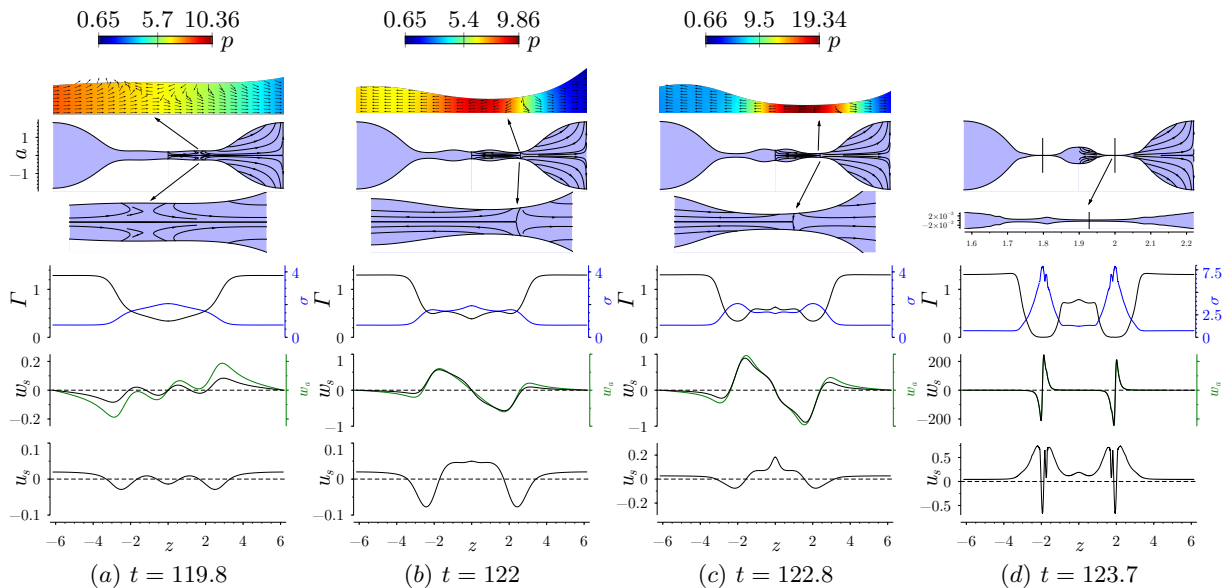 0.65 5.7 10.36
p
0.65 5.4 9.86
p
0.66 9.5 19.34
p
a
1
−1
2×10⁻³
−2×10⁻³
1.6 1.7 1.8 1.9 2.0 2.1 2.2
Γ
1
0
4
σ
0
1
0
4
σ
0
1
0
4
σ
0
Γ
1
0
7.5
2.5
0
σ
w_s
0.2
0
−0.2
w_a
w_s
1
0
−1
w_a
w_s
1
0
−1
w_a
w_s
200
0
−200
w_a
u_s
0.1
0
−0.1
u_s
0.1
0
−0.1
u_s
0.2
0
−0.2
u_s
0.5
0
−0.5
−6 −4 −2 0 2 4 6
z
−6 −4 −2 0 2 4 6
z
−6 −4 −2 0 2 4 6
z
−6 −4 −2 0 2 4 6
z
(a) t = 119.8
(b) t = 122
(c) t = 122.8
(d) t = 123.7